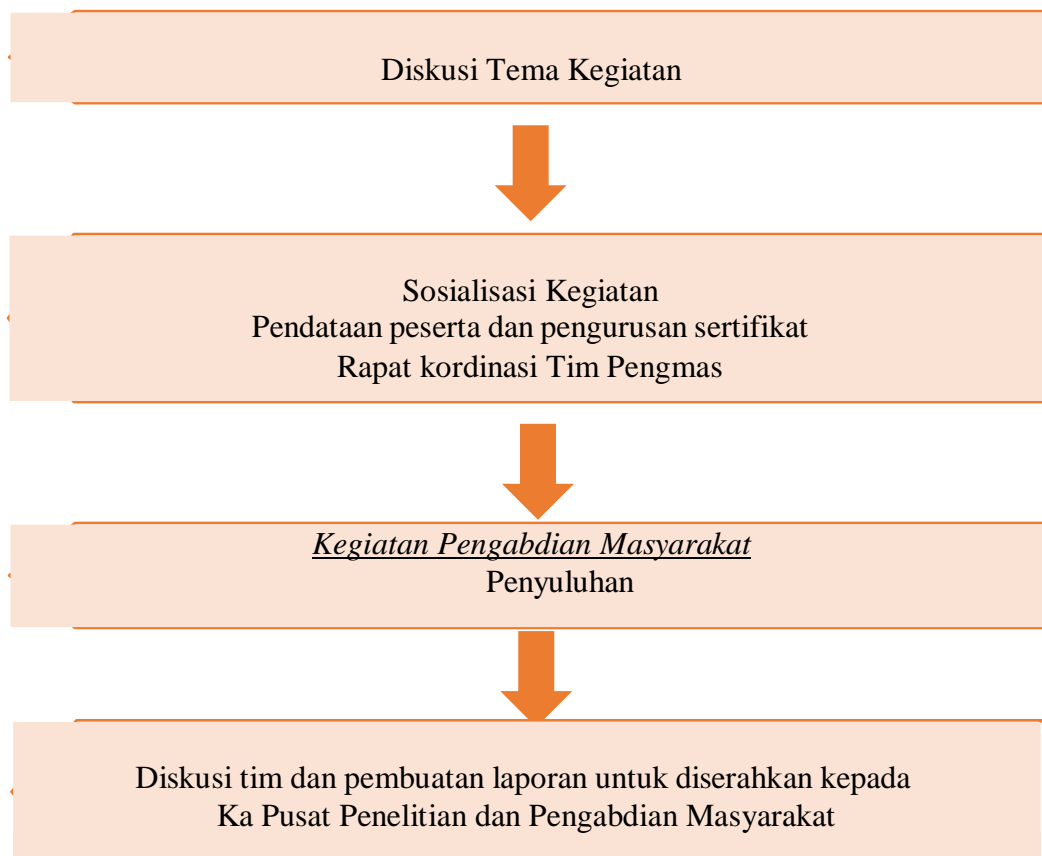 Diskusi Tema Kegiatan
Sosialisasi Kegiatan
Pendataan peserta dan pengurusan sertifikat
Rapat kordinasi Tim Pengmas
Kegiatan Pengabdian Masyarakat
Penyuluhan
Diskusi tim dan pembuatan laporan untuk diserahkan kepada
Ka Pusat Penelitian dan Pengabdian Masyarakat